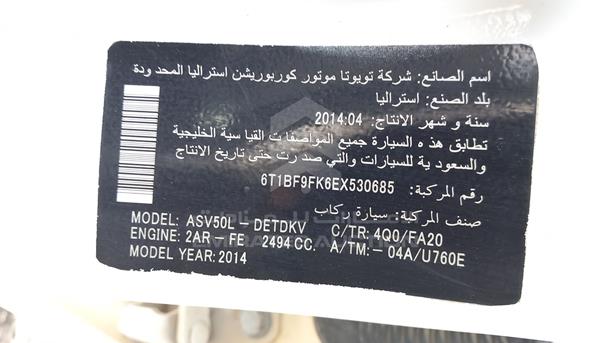 اسم الصانع: شركة تويوتا موتور كوربوريشن استراليا المحدودة
بلد الصنع: استراليا
سنة و شهر الانتاج: 2014:04
تطابق هذه السيارة جميع المواصفات القياسية الخليجية
والسعودية للسيارات والتي صدرت حتى تاريخ الانتاج
رقم المركبة: 6T1BF9FK6EX530685
صنف المركبة: سيارة ركاب
MODEL: ASV50L-DETDKV C/TR: 4Q0/FA20
ENGINE: 2AR-FE 2494 CC. A/TM:-04A/U760E
MODEL YEAR: 2014